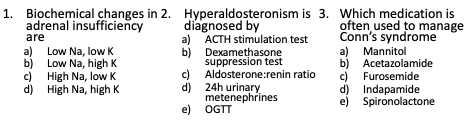 1. Biochemical changes in
adrenal insufficiency
are
a) Low Na, low K
b) Low Na, high K
c) High Na, low K
d) High Na, high K
2. Hyperaldosteronism is
diagnosed by
a) ACTH stimulation test
b) Dexamethasone
suppression test
c) Aldosterone:renin ratio
d) 24h urinary
metenephrines
e) OGTT
3. Which medication is
often used to manage
Conn's syndrome
a) Mannitol
b) Acetazolamide
c) Furosemide
d) Indapamide
e) Spironolactone